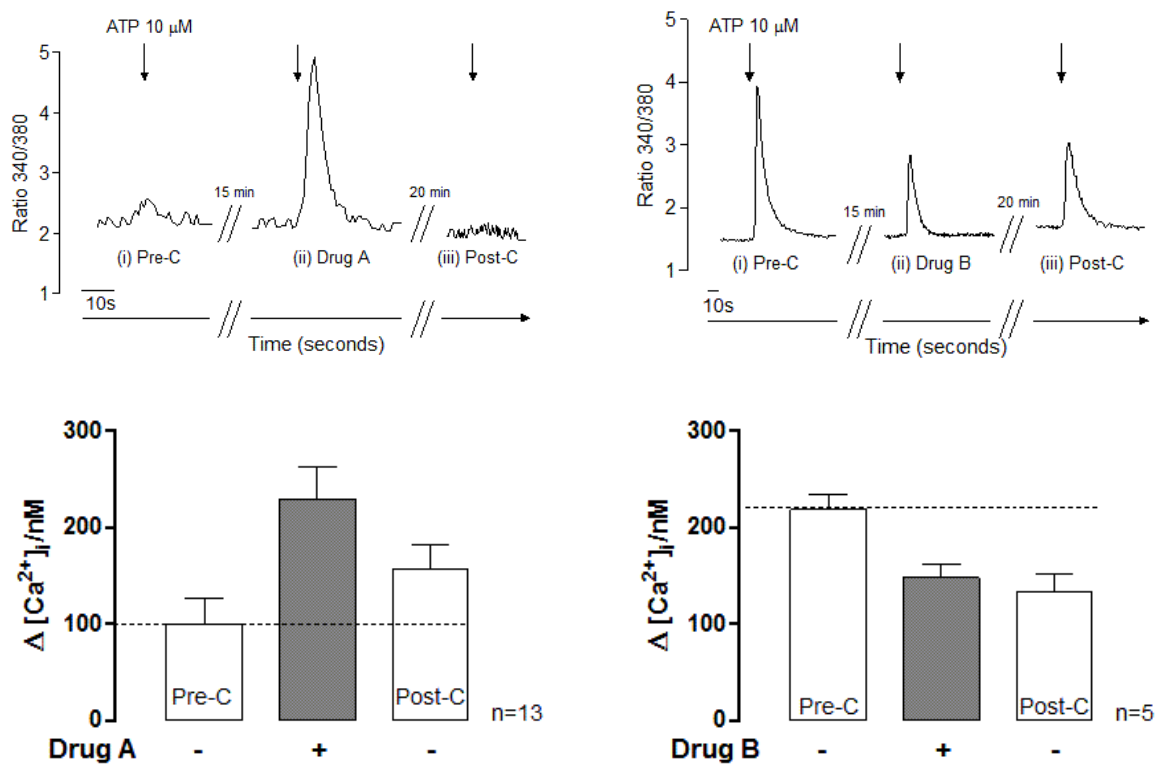 ATP 10 µM
Ratio 340/380
5
4
3
2
1
15 min
20 min
(i) Pre-C
(ii) Drug A
(iii) Post-C
10s
Time (seconds)
ATP 10 µM
Ratio 340/380
5
4
3
2
1
15 min
20 min
(i) Pre-C
(ii) Drug B
(iii) Post-C
10s
Time (seconds)
Δ [Ca²⁺]ᵢ/nM
300
200
100
0
Pre-C
Post-C
n=13
Drug A - + -
Δ [Ca²⁺]ᵢ/nM
300
200
100
0
Pre-C
Post-C
n=5
Drug B - + -